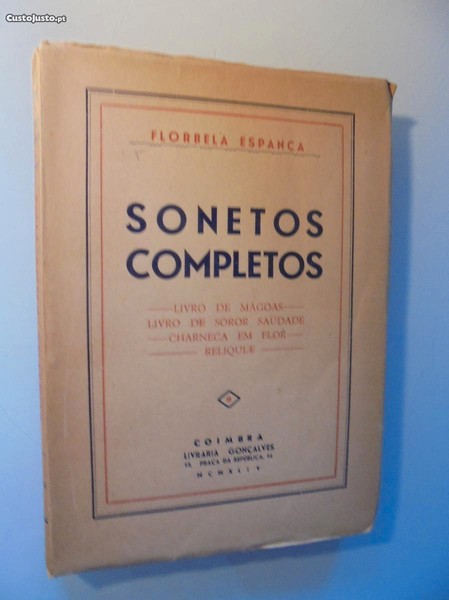 CustoJusto.pt
FLORBELA ESPANCA
SONETOS
COMPLETOS
LIVRO DE MÁGOAS
LIVRO DE SOROR SAUDADE
CHARNECA EM FLOR
RELIQUIÆ
COIMBRA
LIVRARIA GONÇALVES
PRAÇA DA REPÚBLICA,
MCMXLIV